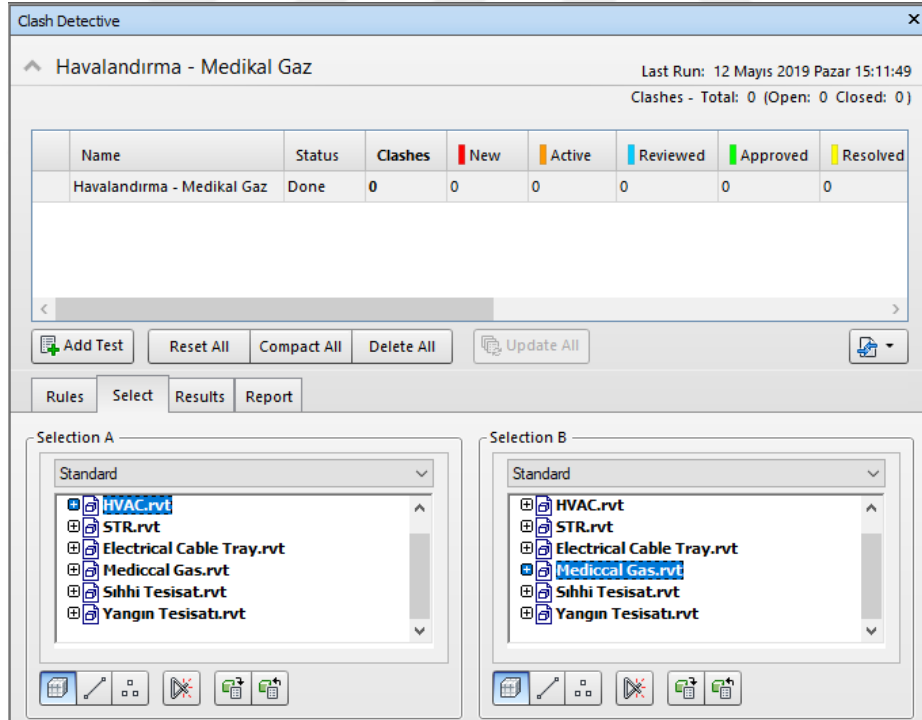 Clash Detective
Havalandırma - Medikal Gaz
Last Run: 12 Mayıs 2019 Pazar 15:11:49
Clashes - Total: 0 (Open: 0 Closed: 0)
Name Status Clashes New Active Reviewed Approved Resolved
Havalandırma - Medikal Gaz Done 0 0 0 0 0 0
Add Test Reset All Compact All Delete All Update All
Rules Select Results Report
Selection A
Standard
HVAC.rvt
STR.rvt
Electrical Cable Tray.rvt
Mediccal Gas.rvt
Sıhhi Tesisat.rvt
Yangın Tesisatı.rvt
Selection B
Standard
HVAC.rvt
STR.rvt
Electrical Cable Tray.rvt
Mediccal Gas.rvt
Sıhhi Tesisat.rvt
Yangın Tesisatı.rvt